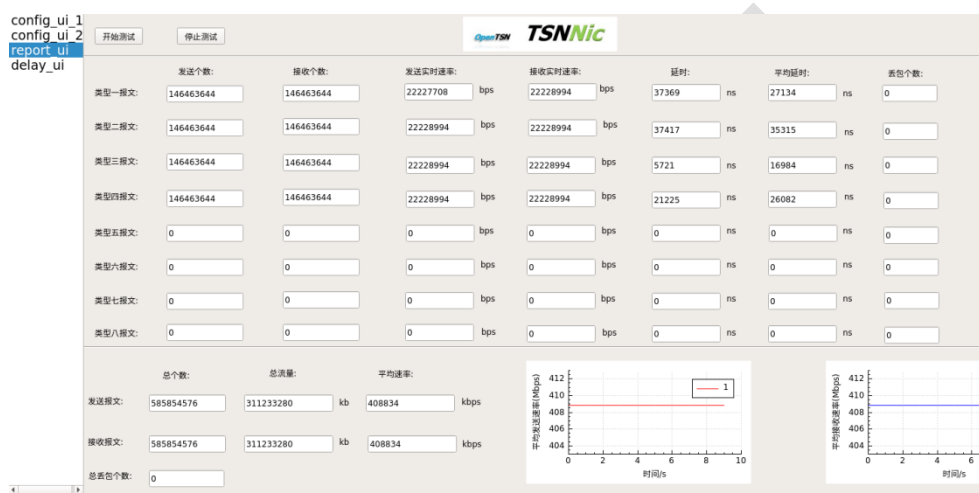 config_ui_1
config_ui_2
report_ui
delay_ui
开始测试 停止测试 OpenTSN TSNNic
发送个数: 接收个数: 发送实时速率: 接收实时速率: 延时: 平均延时: 丢包个数:
类型一报文: 146463644 146463644 22227708 bps 22228994 bps 37369 ns 27134 ns 0
类型二报文: 146463644 146463644 22228994 bps 22228994 bps 37417 ns 35315 ns 0
类型三报文: 146463644 146463644 22228994 bps 22228994 bps 5721 ns 16984 ns 0
类型四报文: 146463644 146463644 22228994 bps 22228994 bps 21225 ns 26082 ns 0
类型五报文: 0 0 0 bps 0 bps 0 ns 0 ns 0
类型六报文: 0 0 0 bps 0 bps 0 ns 0 ns 0
类型七报文: 0 0 0 bps 0 bps 0 ns 0 ns 0
类型八报文: 0 0 0 bps 0 bps 0 ns 0 ns 0
总个数: 总流量: 平均速率:
发送报文: 585854576 311233280 kb 408834 kbps
接收报文: 585854576 311233280 kb 408834 kbps
总丢包个数: 0
平均发送速率(Mbps)
412
410
408
406
404
1
0 2 4 6 8 10
时间/s
平均接收速率(Mbps)
412
410
408
406
404
0 2 4 6
时间/s